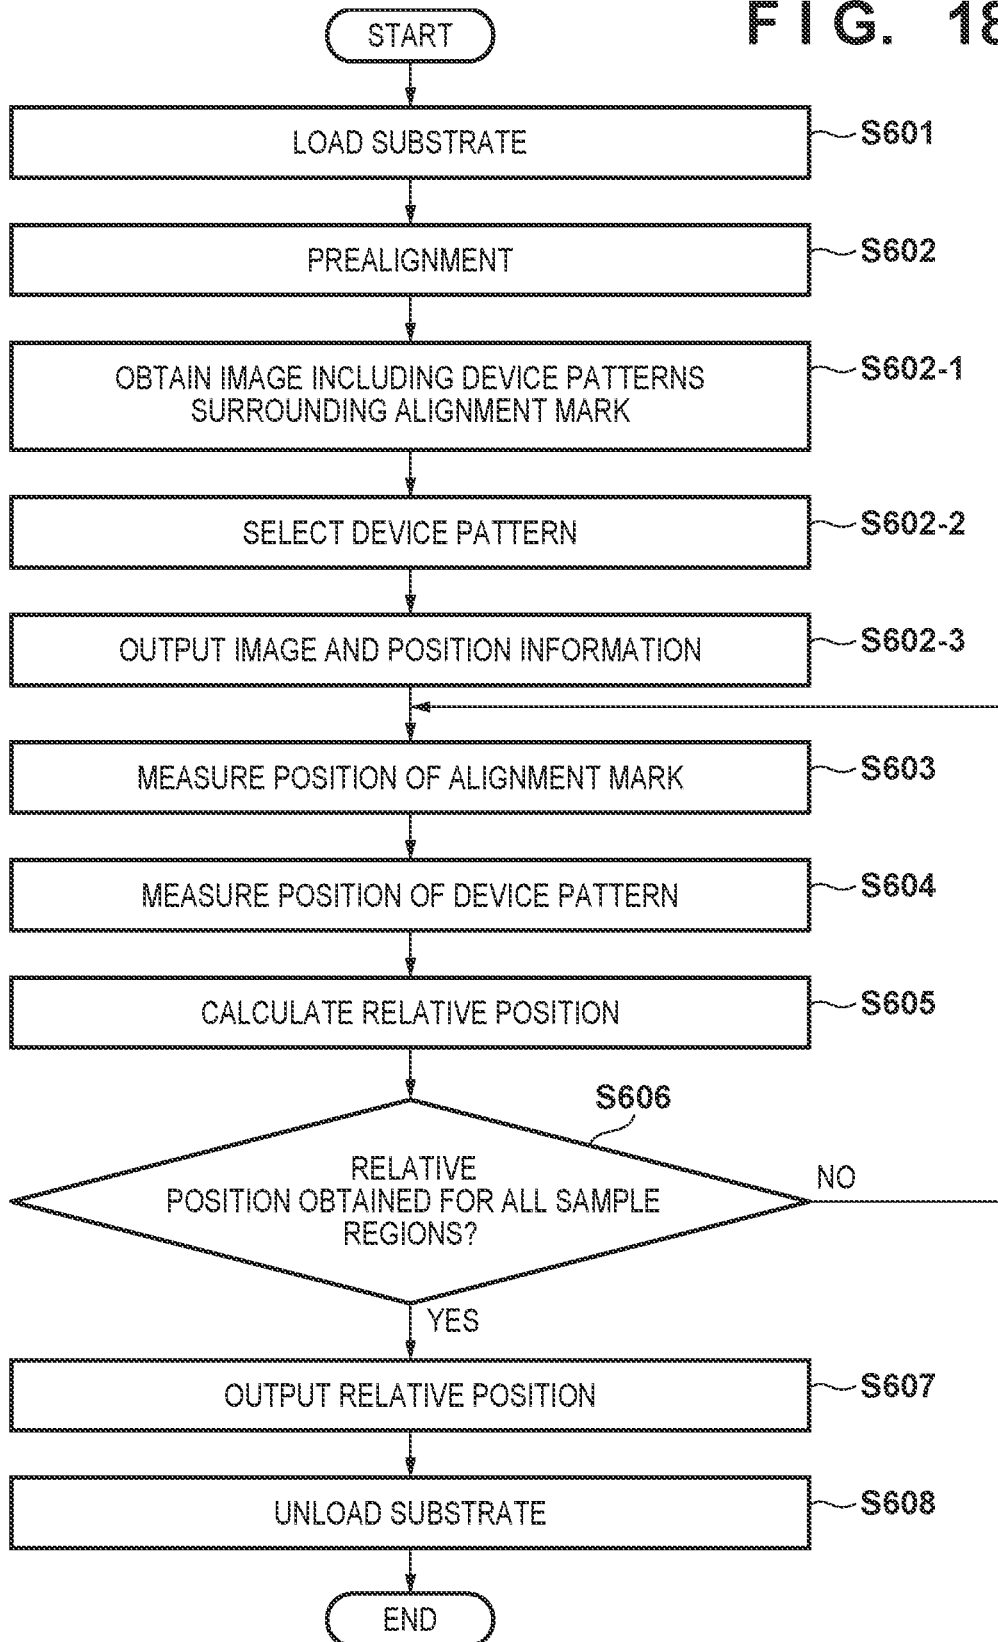 START
FIG. 18
LOAD SUBSTRATE
S601
PREALIGNMENT
S602
OBTAIN IMAGE INCLUDING DEVICE PATTERNS
SURROUNDING ALIGNMENT MARK
S602-1
SELECT DEVICE PATTERN
S602-2
OUTPUT IMAGE AND POSITION INFORMATION
S602-3
MEASURE POSITION OF ALIGNMENT MARK
S603
MEASURE POSITION OF DEVICE PATTERN
S604
CALCULATE RELATIVE POSITION
S605
S606
RELATIVE
POSITION OBTAINED FOR ALL SAMPLE
REGIONS?
NO
YES
OUTPUT RELATIVE POSITION
S607
UNLOAD SUBSTRATE
S608
END